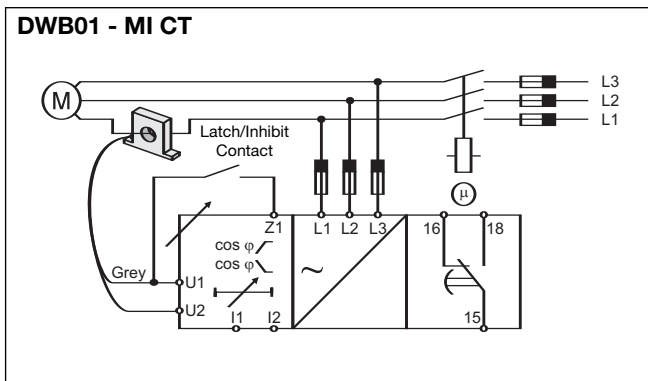 DWB01 - MI CT
L3
M
L2
L1
Latch/Inhibit
Contact
µ
Z1
L1
L2
L3
16
18
cos φ
cos φ
~
Grey
U1
U2
I1
I2
15